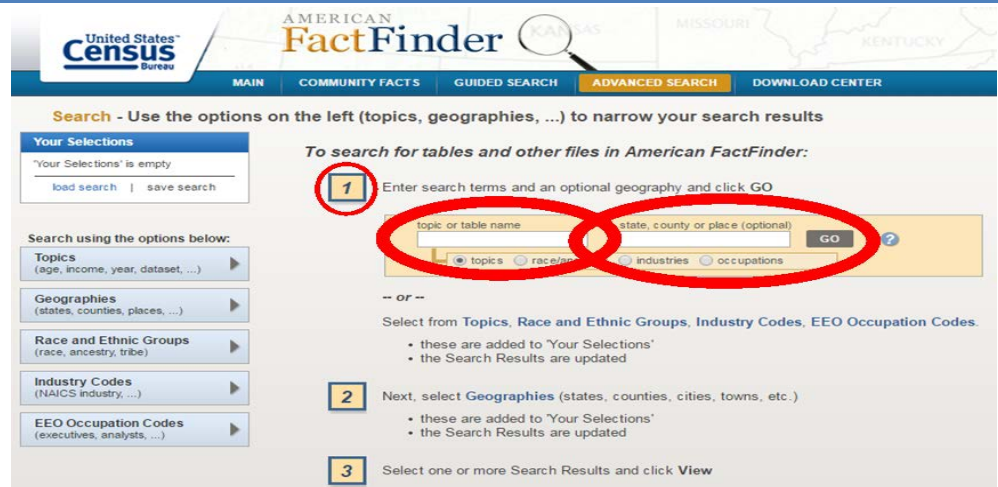 United States™
Census
Bureau
AMERICAN
FactFinder
KANSAS
MISSOURI
KENTUCKY
MAIN COMMUNITY FACTS GUIDED SEARCH ADVANCED SEARCH DOWNLOAD CENTER
Search - Use the options on the left (topics, geographies, ...) to narrow your search results
Your Selections
'Your Selections' is empty
load search | save search
Search using the options below:
Topics
(age, income, year, dataset, ...)
Geographies
(states, counties, places, ...)
Race and Ethnic Groups
(race, ancestry, tribe)
Industry Codes
(NAICS industry, ...)
EEO Occupation Codes
(executives, analysts, ...)
To search for tables and other files in American FactFinder:
1 Enter search terms and an optional geography and click GO
topic or table name state, county or place (optional)
GO ?
topics race/an industries occupations
-- or --
Select from Topics, Race and Ethnic Groups, Industry Codes, EEO Occupation Codes.
• these are added to 'Your Selections'
• the Search Results are updated
2 Next, select Geographies (states, counties, cities, towns, etc.)
• these are added to 'Your Selections'
• the Search Results are updated
3 Select one or more Search Results and click View